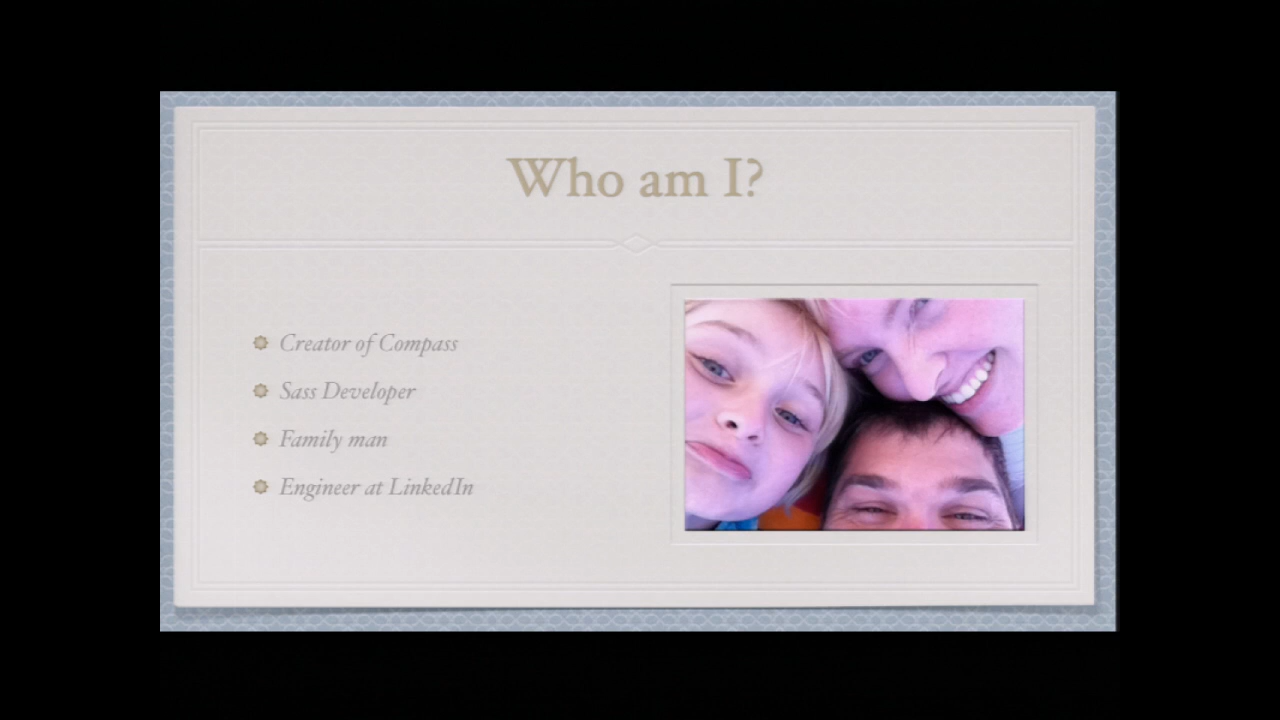 Who am I?
Creator of Compass
Sass Developer
Family man
Engineer at LinkedIn